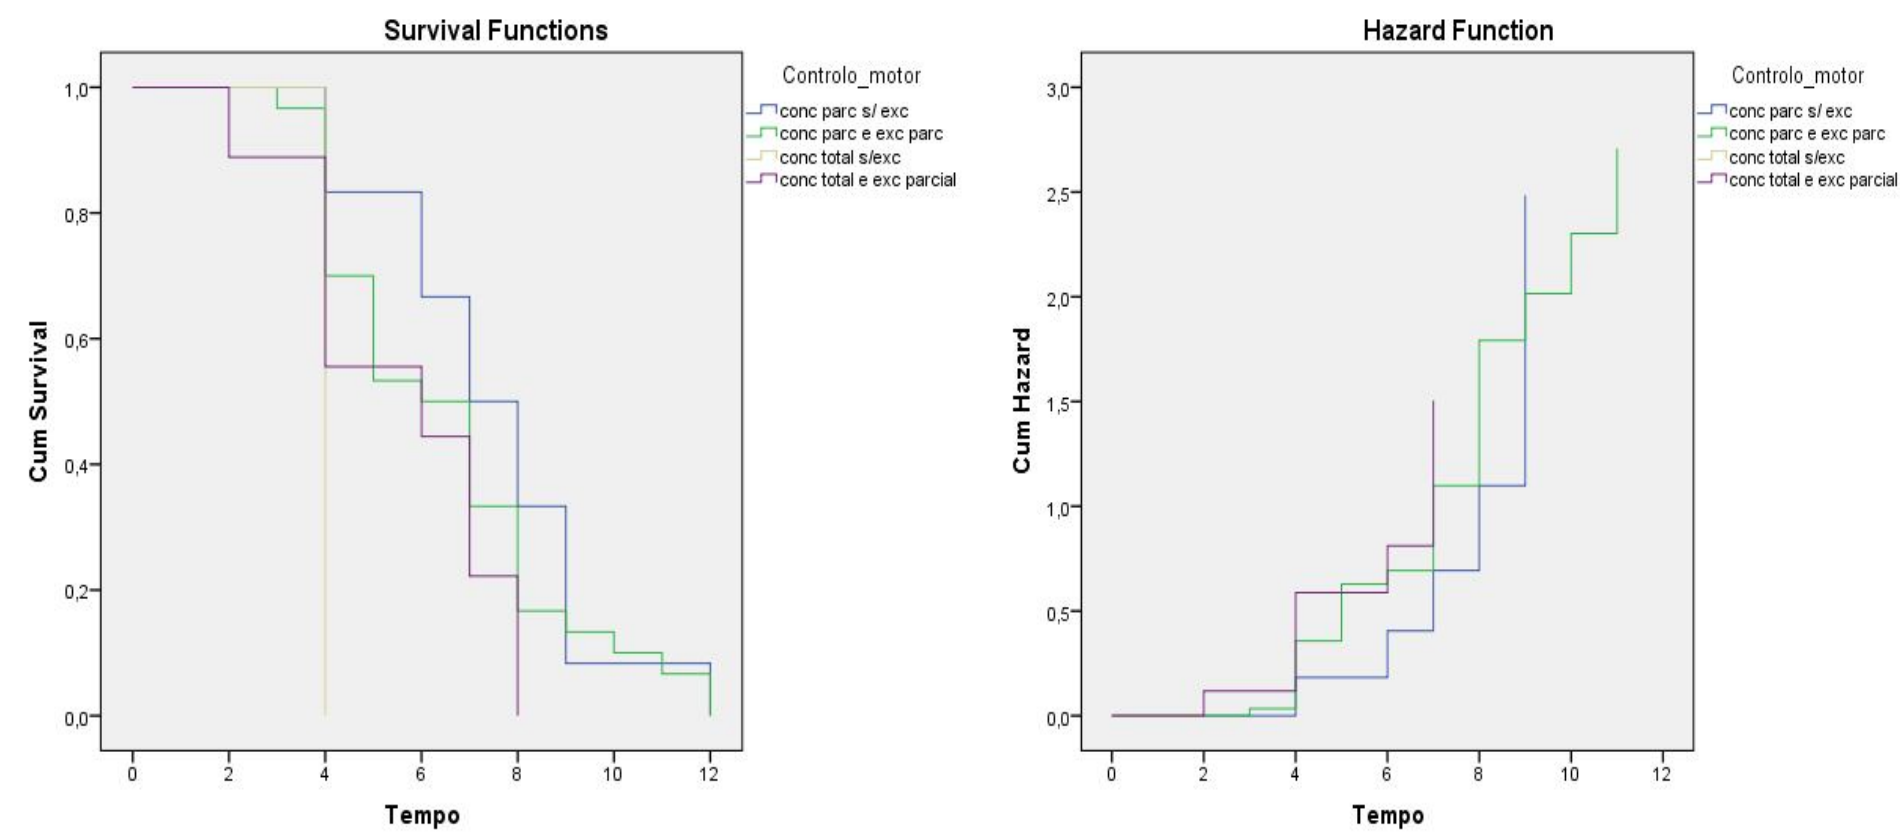 Survival Functions
Cum Survival
1,0
0,8
0,6
0,4
0,2
0,0
0 2 4 6 8 10 12
Tempo
Controlo_motor
conc parc s/ exc
conc parc e exc parc
conc total s/exc
conc total e exc parcial
Hazard Function
Cum Hazard
3,0
2,5
2,0
1,5
1,0
0,5
0,0
0 2 4 6 8 10 12
Tempo
Controlo_motor
conc parc s/ exc
conc parc e exc parc
conc total s/exc
conc total e exc parcial